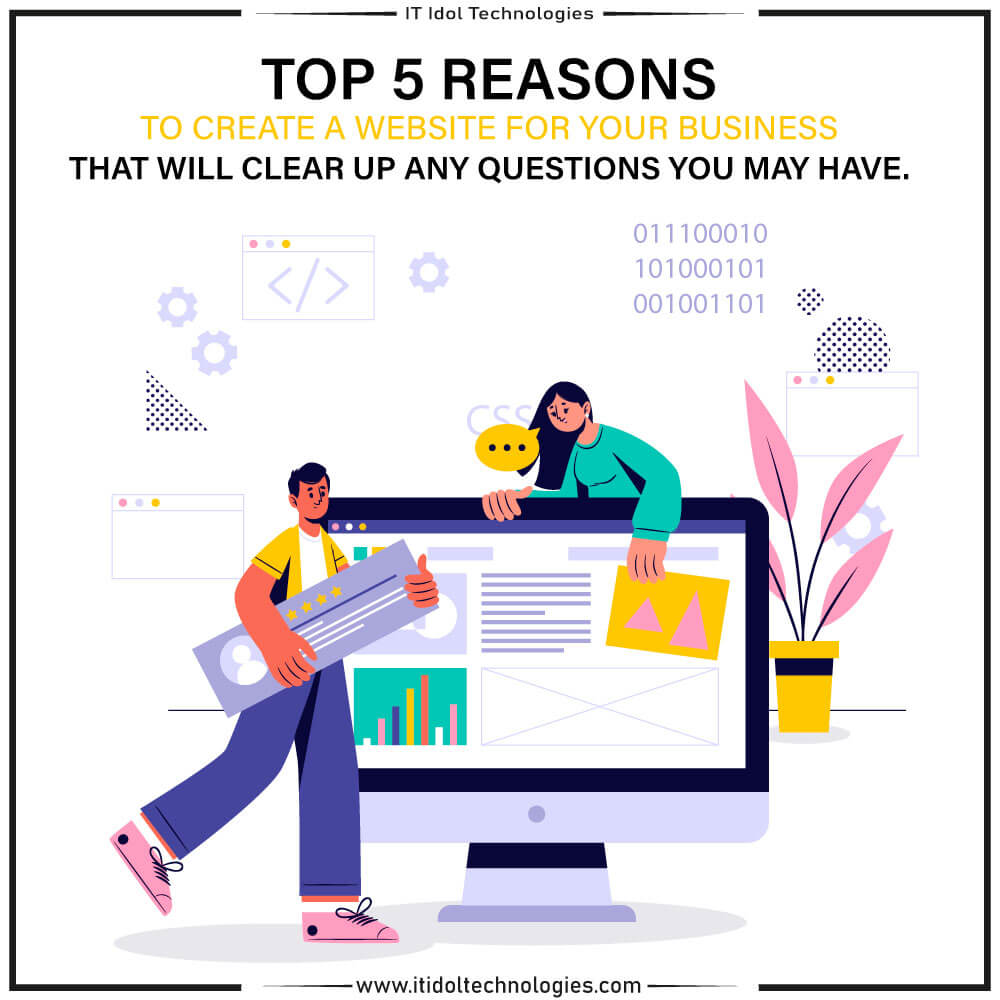 IT Idol Technologies
TOP 5 REASONS
TO CREATE A WEBSITE FOR YOUR BUSINESS
THAT WILL CLEAR UP ANY QUESTIONS YOU MAY HAVE.
011100010
101000101
001001101
</>
CSS
www.itidoltechnologies.com